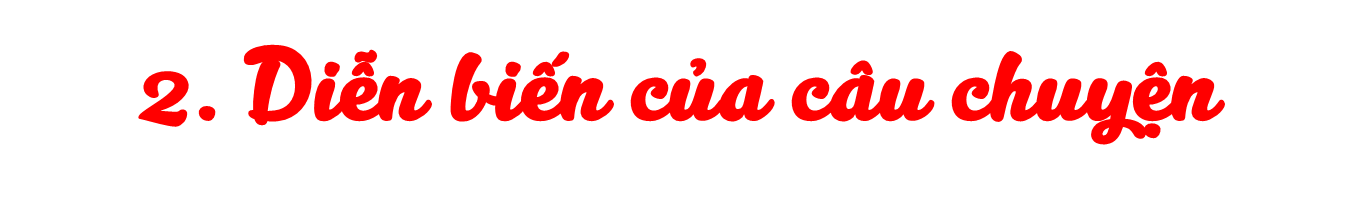 2. Diễn biến của câu chuyện